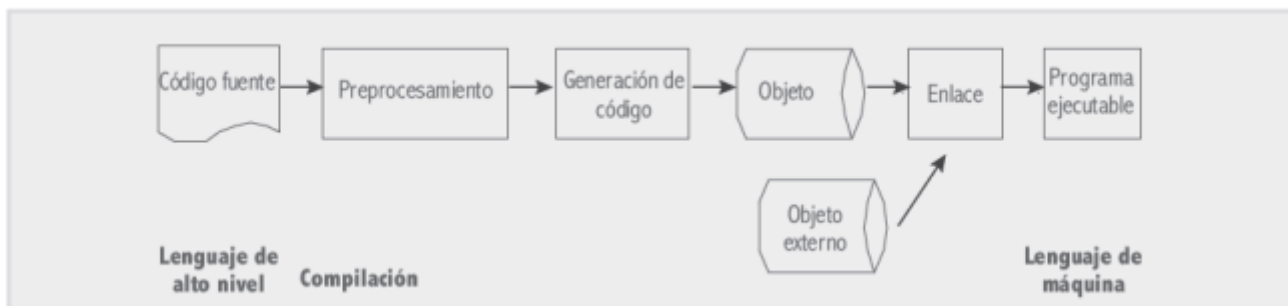 Código fuente
Preprocesamiento
Generación de
código
Objeto
Enlace
Programa
ejecutable
Objeto
externo
Lenguaje de
alto nivel
Compilación
Lenguaje de
máquina